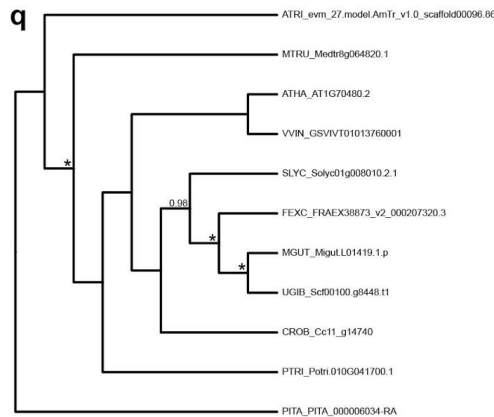 q
ATRI_evm_27.model.AmTr_v1.0_scaffold00096.86
MTRU_Medtr8g064820.1
ATHA_AT1G70480.2
*
VVIN_GSVIVT01013760001
SLYC_Solyc01g008010.2.1
0.98
FEXC_FRAEX38873_v2_000207320.3
*
MGUT_Migut.L01419.1.p
*
UGIB_Scf00100.g8448.t1
CROB_Cc11_g14740
PTRI_Potri.010G041700.1
PITA_PITA_000006034-RA